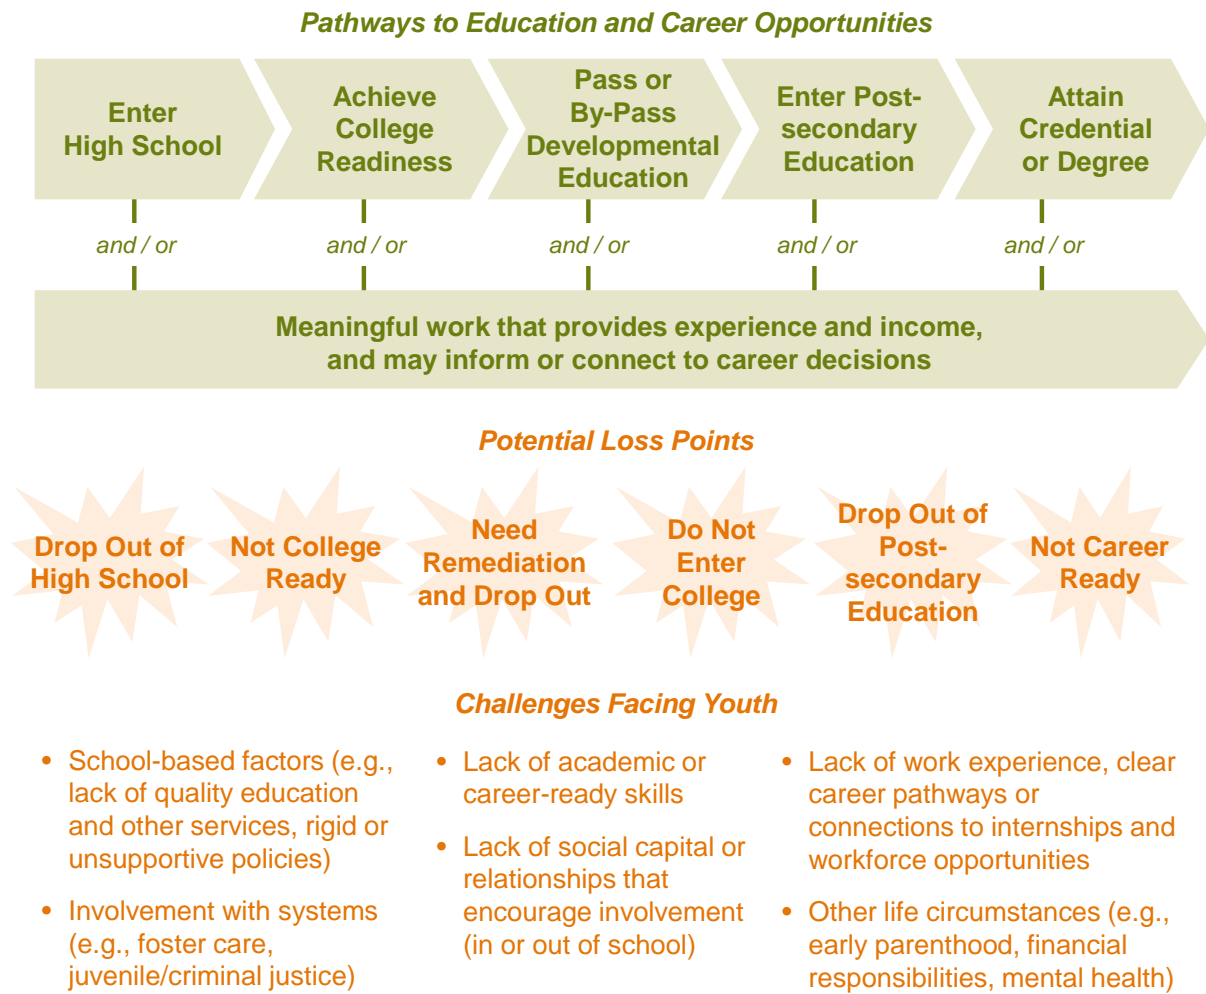 Pathways to Education and Career Opportunities
Enter
High School
Achieve
College
Readiness
Pass or
By-Pass
Developmental
Education
Enter Post-
secondary
Education
Attain
Credential
or Degree
and / or
and / or
and / or
and / or
and / or
Meaningful work that provides experience and income,
and may inform or connect to career decisions
Potential Loss Points
Drop Out of
High School
Not College
Ready
Need
Remediation
and Drop Out
Do Not
Enter
College
Drop Out of
Post-
secondary
Education
Not Career
Ready
Challenges Facing Youth
• School-based factors (e.g.,
lack of quality education
and other services, rigid or
unsupportive policies)
• Involvement with systems
(e.g., foster care,
juvenile/criminal justice)
• Lack of academic or
career-ready skills
• Lack of social capital or
relationships that
encourage involvement
(in or out of school)
• Lack of work experience, clear
career pathways or
connections to internships and
workforce opportunities
• Other life circumstances (e.g.,
early parenthood, financial
responsibilities, mental health)